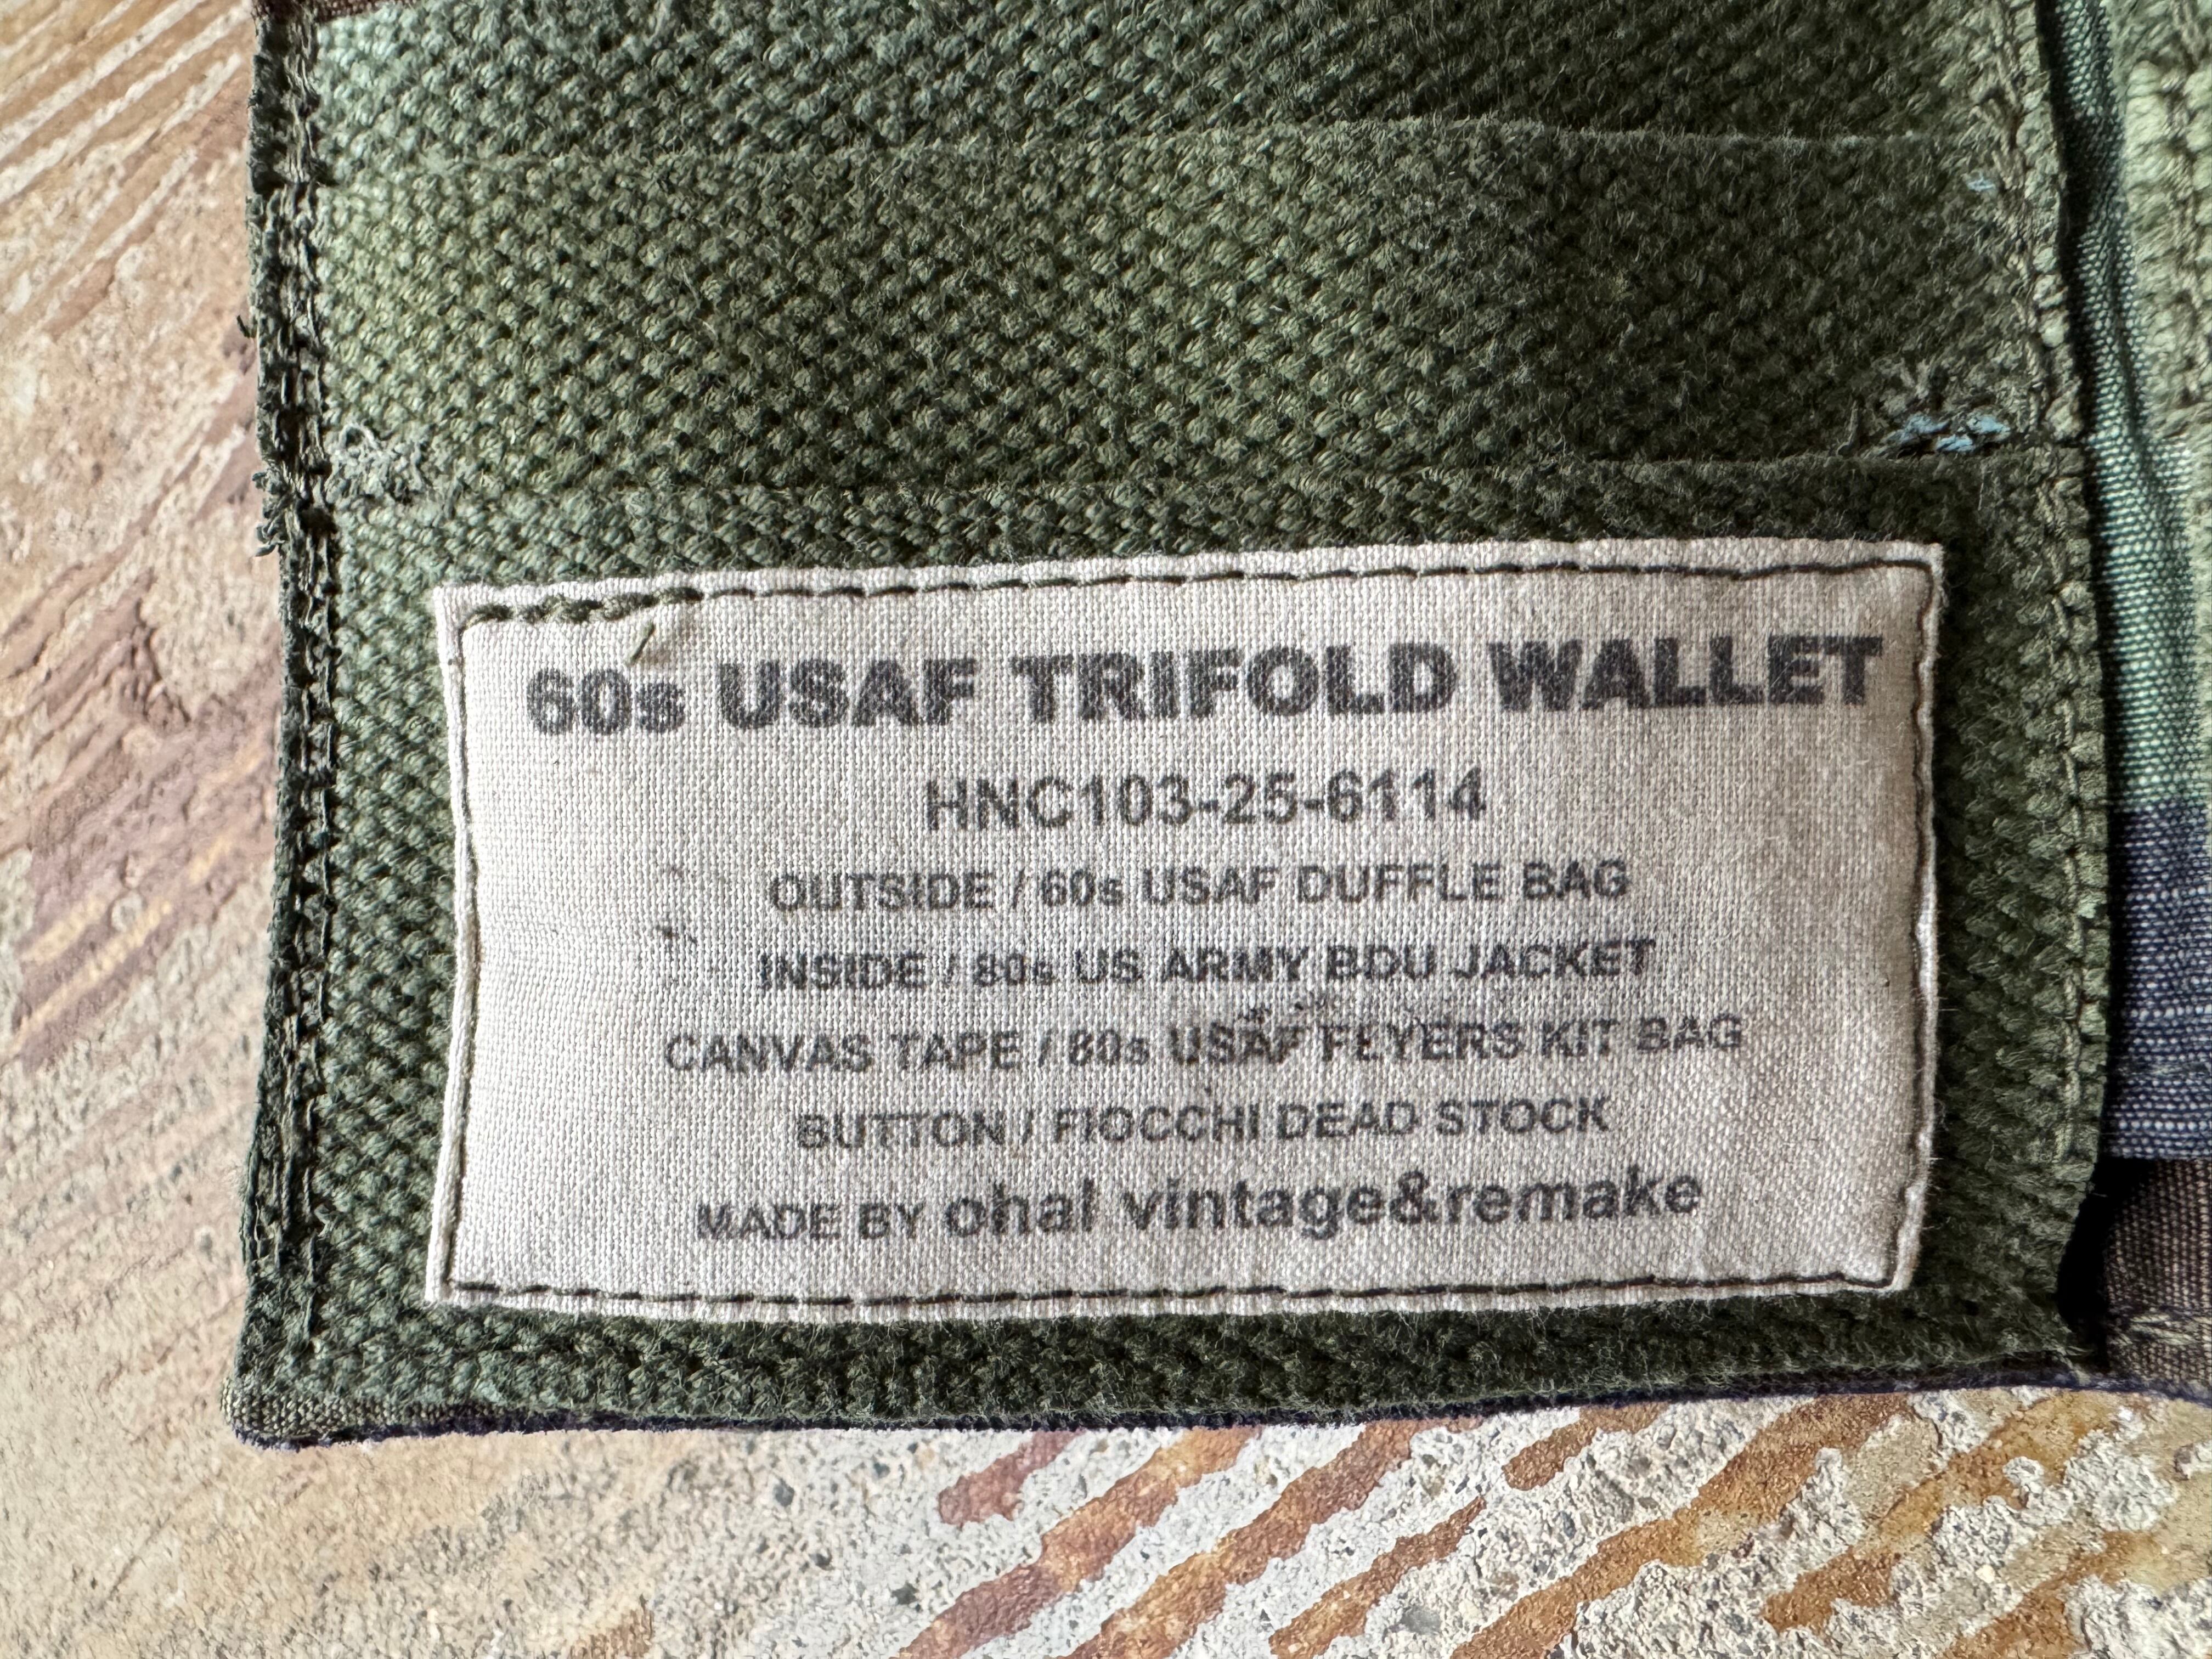 60s USAF TRIFOLD WALLET
HNC103-25-6114
OUTSIDE / 60s USAF DUFFLE BAG
INSIDE / 80s US ARMY BDU JACKET
CANVAS TAPE / 80s USAF FLYERS KIT BAG
BUTTON / FIOCCHI DEAD STOCK
MADE BY ohal vintage&remake